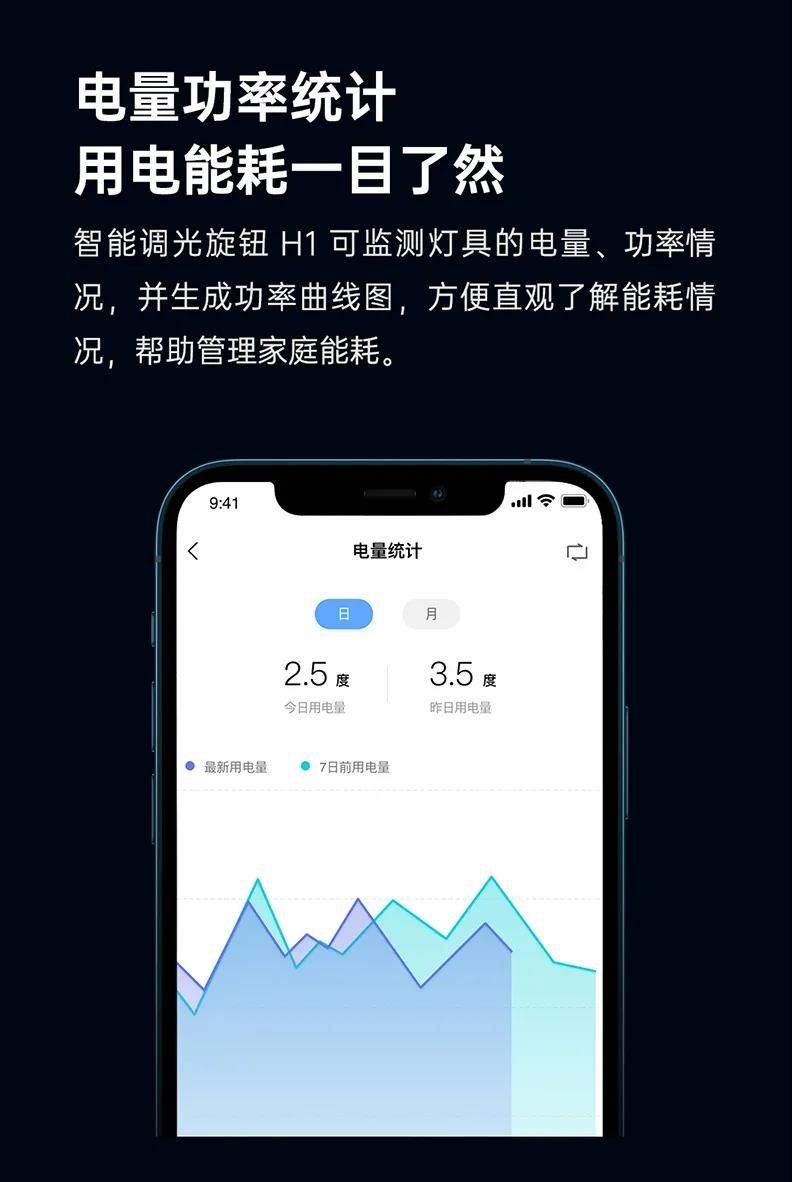 电量功率统计
用电能耗一目了然
智能调光旋钮 H1 可监测灯具的电量、功率情
况，并生成功率曲线图，方便直观了解能耗情
况，帮助管理家庭能耗。
9:41
电量统计
日 月
2.5 度 3.5 度
今日用电量 昨日用电量
最新用电量 7日前用电量